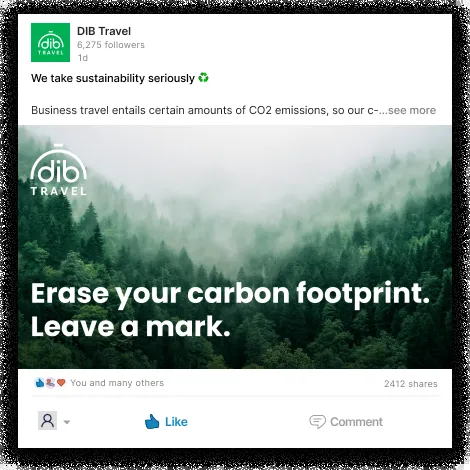 dib
TRAVEL
DIB Travel
6,275 followers
1d
We take sustainability seriously ♻
Business travel entails certain amounts of CO2 emissions, so our c-...see more
dib
TRAVEL
Erase your carbon footprint.
Leave a mark.
You and many others
2412 shares
Like
Comment